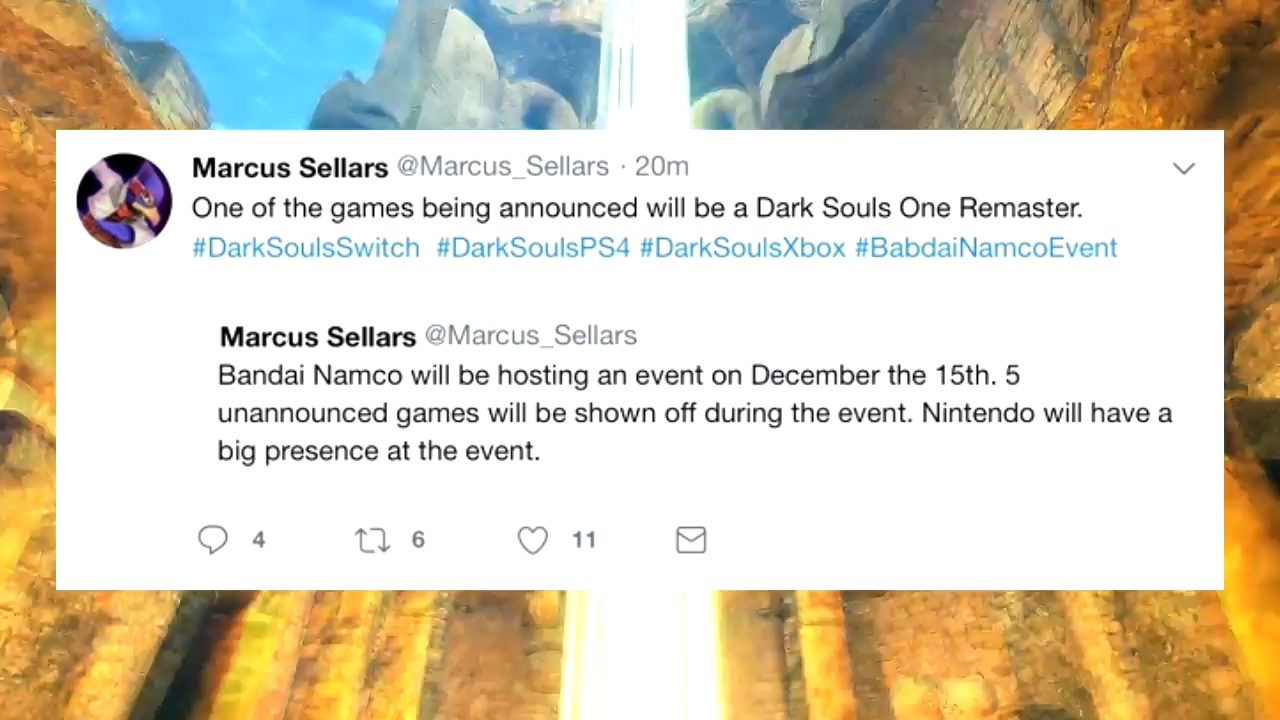 Marcus Sellars @Marcus_Sellars · 20m
One of the games being announced will be a Dark Souls One Remaster.
#DarkSoulsSwitch #DarkSoulsPS4 #DarkSoulsXbox #BabdaiNamcoEvent
Marcus Sellars @Marcus_Sellars
Bandai Namco will be hosting an event on December the 15th. 5
unannounced games will be shown off during the event. Nintendo will have a
big presence at the event.
4 6 11